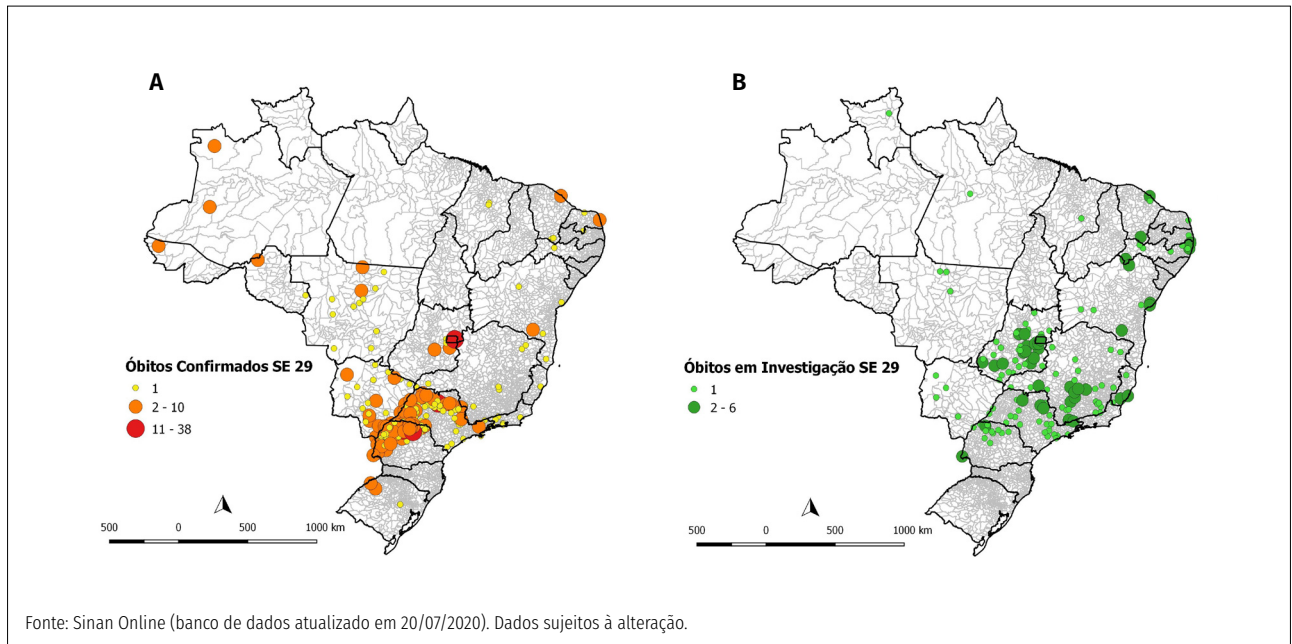 A
B
Óbitos Confirmados SE 29
1
2 - 10
11 - 38
Óbitos em Investigação SE 29
1
2 - 6
500 0 500 1000 km
500 0 500 1000 km
Fonte: Sinan Online (banco de dados atualizado em 20/07/2020). Dados sujeitos à alteração.